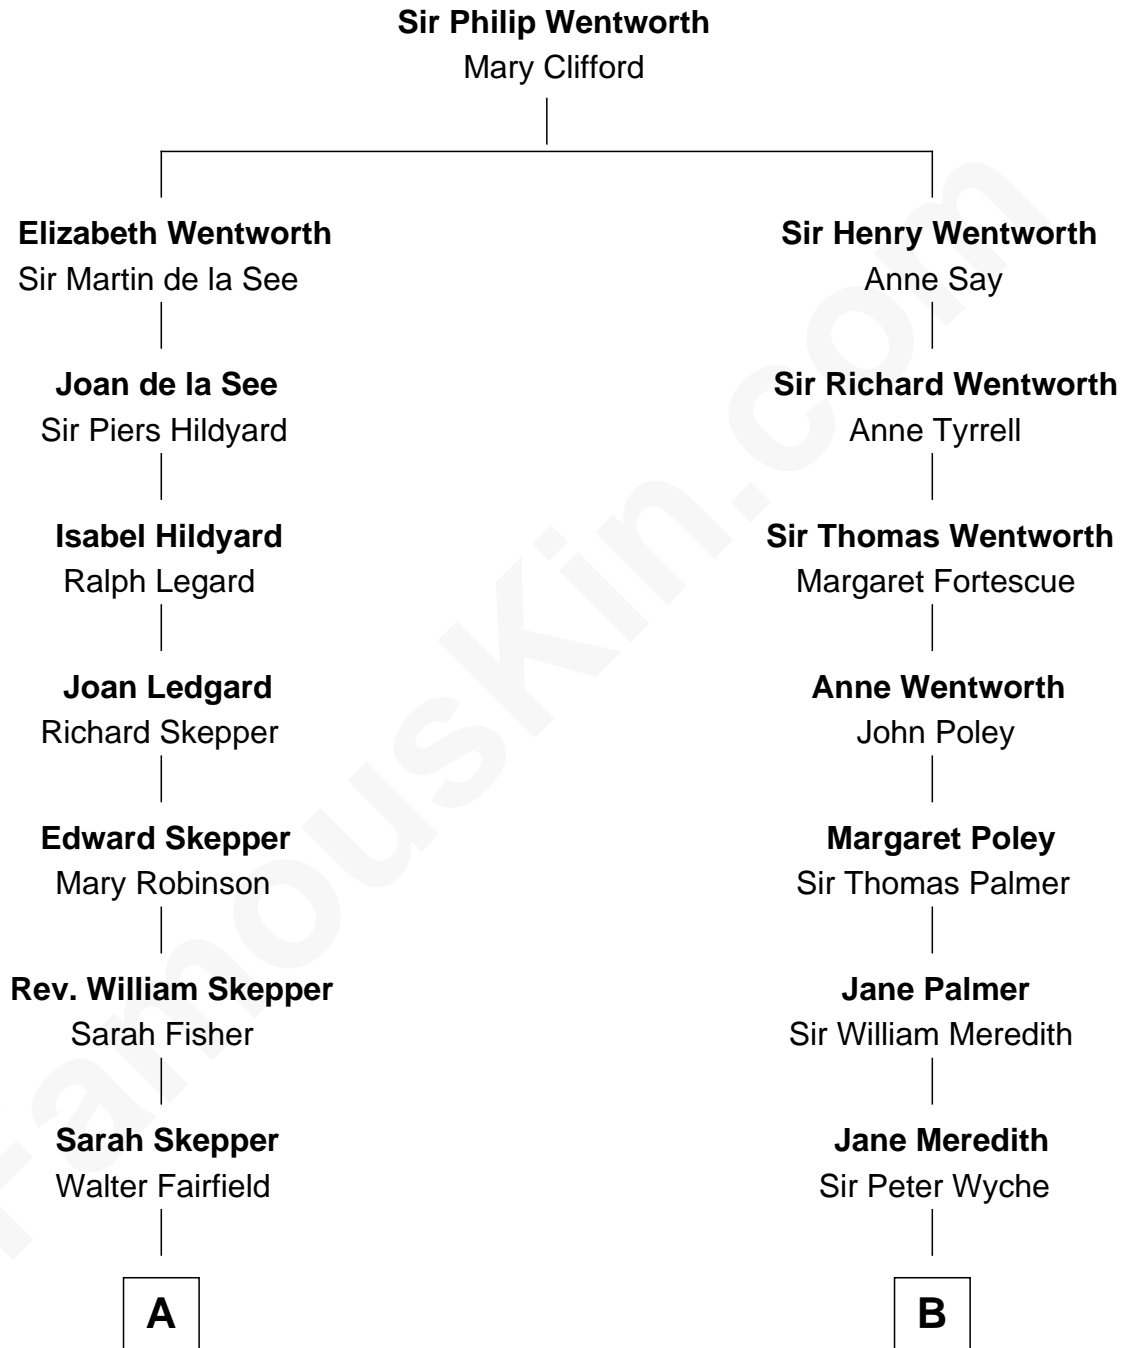 Sir Philip Wentworth
Mary Clifford
Elizabeth Wentworth
Sir Martin de la See
Sir Henry Wentworth
Anne Say
Joan de la See
Sir Piers Hildyard
Sir Richard Wentworth
Anne Tyrrell
Isabel Hildyard
Ralph Legard
Sir Thomas Wentworth
Margaret Fortescue
Joan Ledgard
Richard Skepper
Anne Wentworth
John Poley
Edward Skepper
Mary Robinson
Margaret Poley
Sir Thomas Palmer
Rev. William Skepper
Sarah Fisher
Jane Palmer
Sir William Meredith
Sarah Skepper
Walter Fairfield
Jane Meredith
Sir Peter Wyche
A
B
FamousKin.com